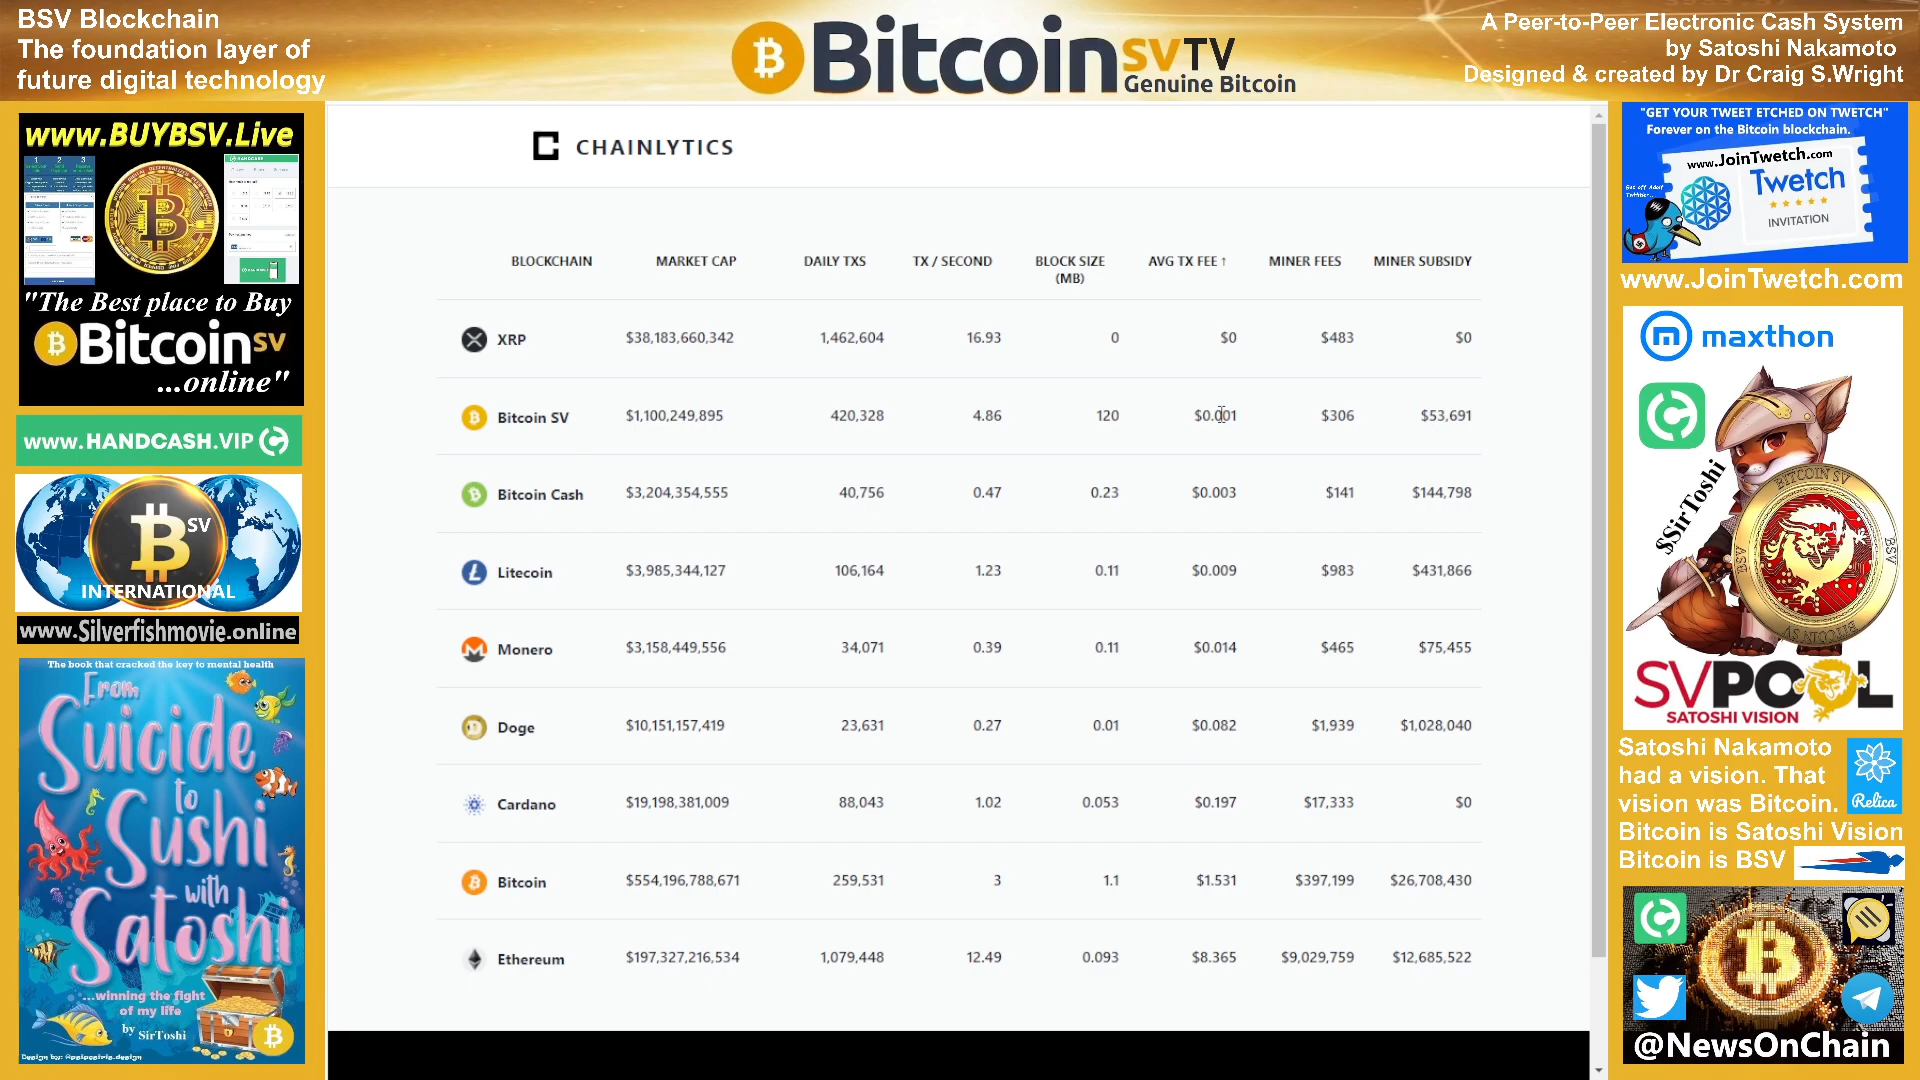 BSV Blockchain
The foundation layer of
future digital technology
Bitcoin SVTV
Genuine Bitcoin
A Peer-to-Peer Electronic Cash System
by Satoshi Nakamoto
Designed & created by Dr Craig S.Wright
www.BUYBSV.Live
1 2 3
"The Best place to Buy
Bitcoin SV
...online"
www.HANDCASH.VIP
SV
INTERNATIONAL
www.Silverfishmovie.online
The book that cracked the key to mental health
From
Suicide
to
Sushi
with
Satoshi
...winning the fight
of my life
by SirToshi
CHAINLYTICS
BLOCKCHAIN MARKET CAP DAILY TXS TX / SECOND BLOCK SIZE (MB) AVG TX FEE ↑ MINER FEES MINER SUBSIDY
XRP $38,183,660,342 1,462,604 16.93 0 $0 $483 $0
Bitcoin SV $1,100,249,895 420,328 4.86 120 $0.001 $306 $53,691
Bitcoin Cash $3,204,354,555 40,756 0.47 0.23 $0.003 $141 $144,798
Litecoin $3,985,344,127 106,164 1.23 0.11 $0.009 $983 $431,866
Monero $3,158,449,556 34,071 0.39 0.11 $0.014 $465 $75,455
Doge $10,151,157,419 23,631 0.27 0.01 $0.082 $1,939 $1,028,040
Cardano $19,198,381,009 88,043 1.02 0.053 $0.197 $17,333 $0
Bitcoin $554,196,788,671 259,531 3 1.1 $1.531 $397,199 $26,708,430
Ethereum $197,327,216,534 1,079,448 12.49 0.093 $8.365 $9,029,759 $12,685,522
"GET YOUR TWEET ETCHED ON TWETCH"
Forever on the Bitcoin blockchain.
www.JoinTwetch.com
Twetch
INVITATION
www.JoinTwetch.com
maxthon
$SirToshi
BITCOIN SV
BSV
SVPOOL
SATOSHI VISION
Satoshi Nakamoto
had a vision. That
vision was Bitcoin.
Relica
Bitcoin is Satoshi Vision
Bitcoin is BSV
@NewsOnChain